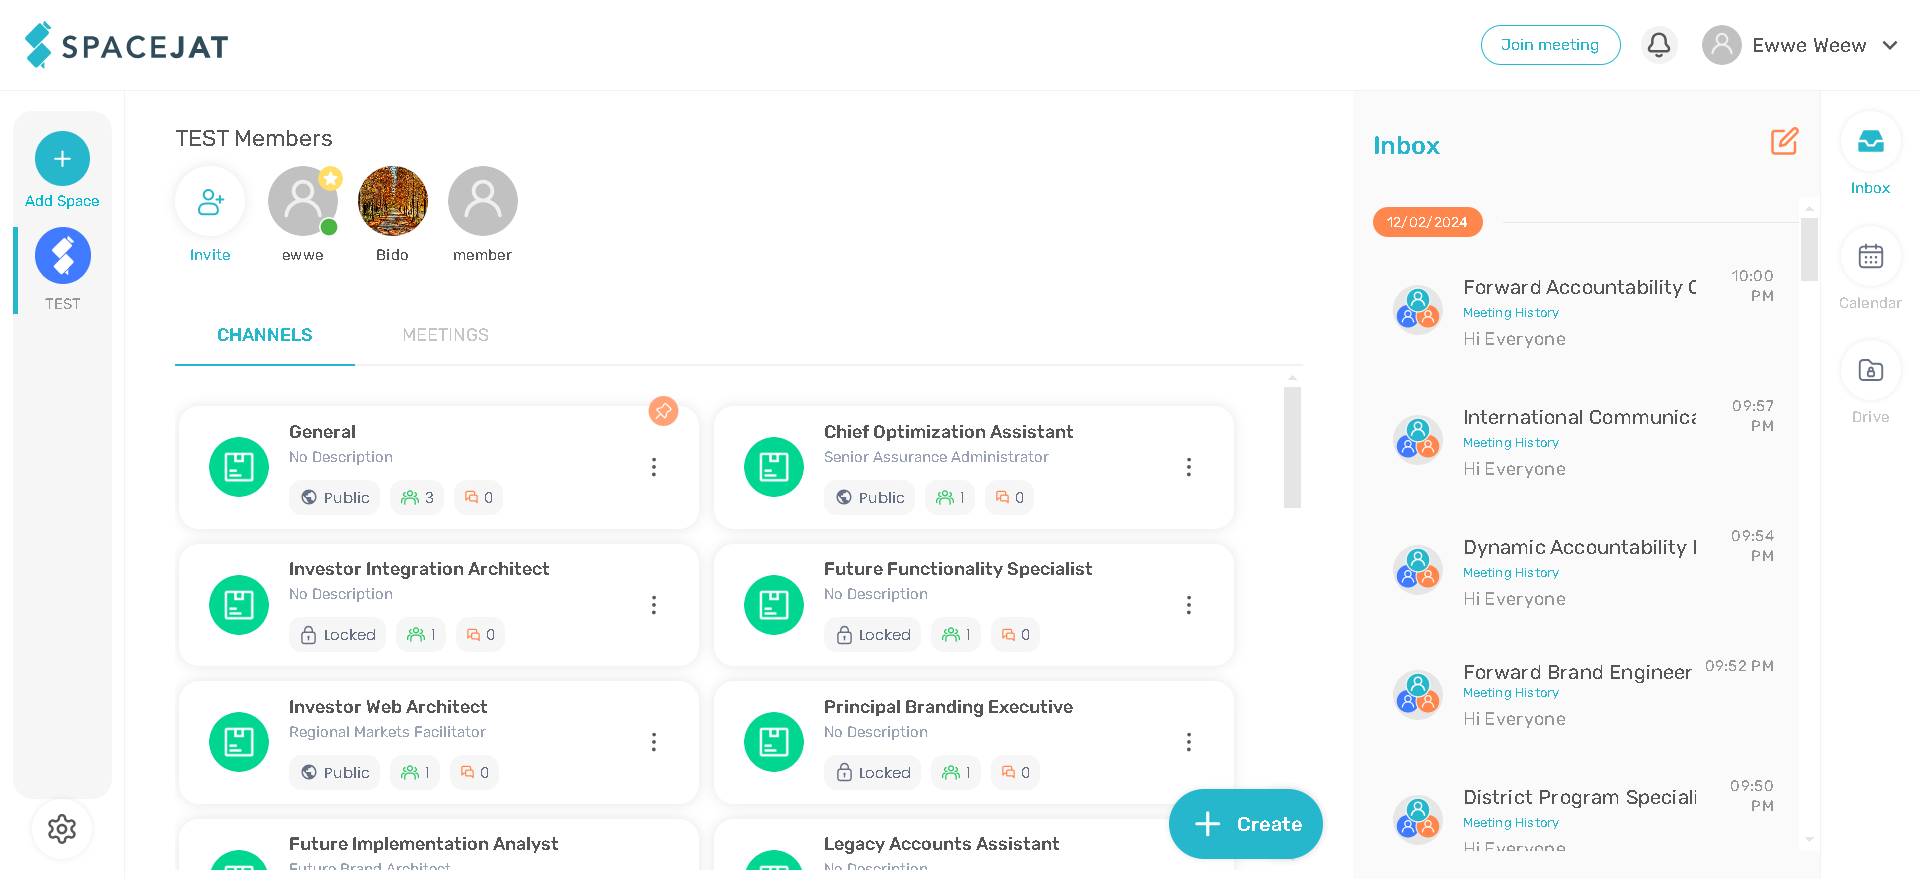 SPACEJAT
Join meeting
Ewwe Weew
Add Space
TEST
TEST Members
Invite
ewwe
Bido
member
CHANNELS
MEETINGS
General
No Description
Public
3
0
Chief Optimization Assistant
Senior Assurance Administrator
Public
1
0
Investor Integration Architect
No Description
Locked
1
0
Future Functionality Specialist
No Description
Locked
1
0
Investor Web Architect
Regional Markets Facilitator
Public
1
0
Principal Branding Executive
No Description
Locked
1
0
Future Implementation Analyst
Future Brand Architect
Legacy Accounts Assistant
No Description
Create
Inbox
12/02/2024
Forward Accountability
10:00
PM
Meeting History
Hi Everyone
International Communica
09:57
PM
Meeting History
Hi Everyone
Dynamic Accountability
09:54
PM
Meeting History
Hi Everyone
Forward Brand Engineer
09:52 PM
Meeting History
Hi Everyone
District Program Speciali
09:50
PM
Meeting History
Hi Everyone
Inbox
Calendar
Drive